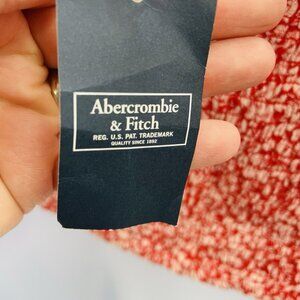 Abercrombie
& Fitch
REG. U.S. PAT. TRADEMARK
QUALITY SINCE 1892